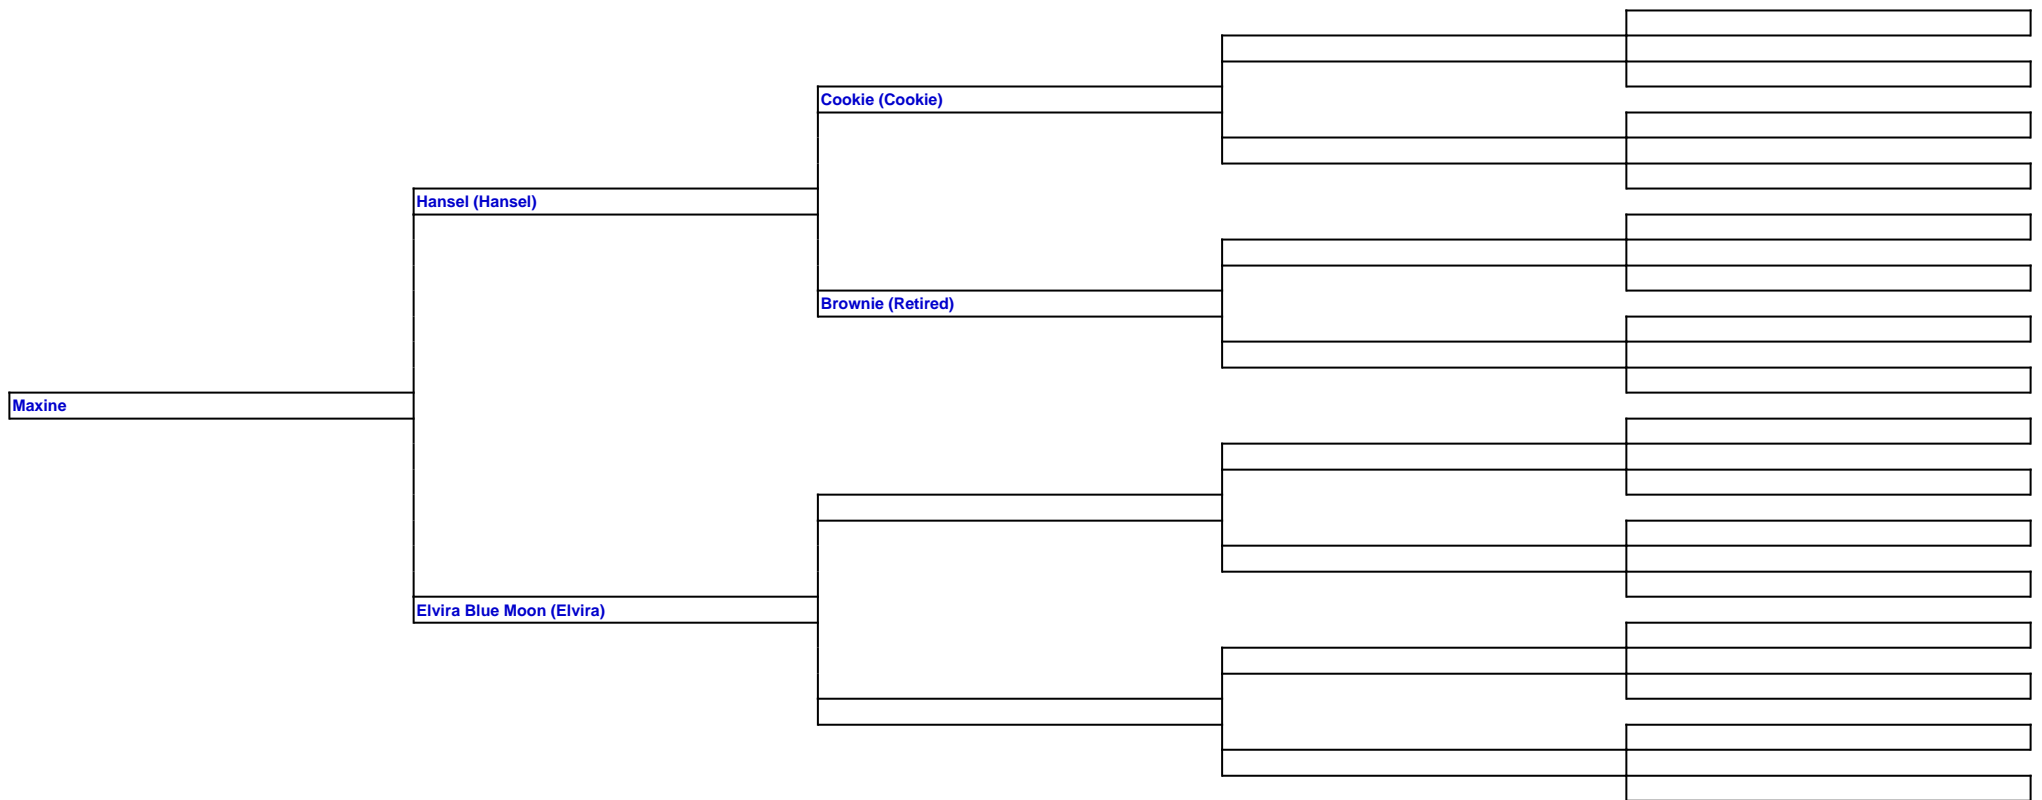 Cookie (Cookie)
Hansel (Hansel)
Brownie (Retired)
Maxine
Elvira Blue Moon (Elvira)